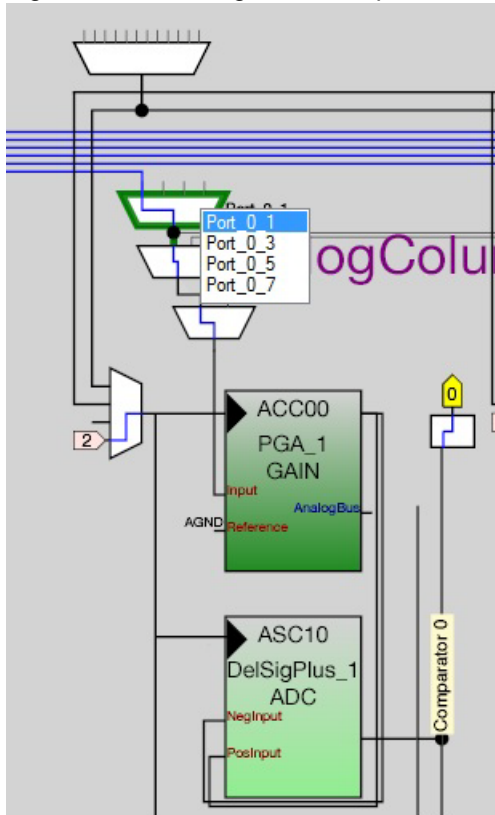 Port_0_1
Port_0_3
Port_0_5
Port_0_7
ogColu
0
2
ACC00
PGA_1
GAIN
Input
AnalogBus
AGND
Reference
Comparator 0
ASC10
DelSigPlus_1
ADC
NegInput
PosInput